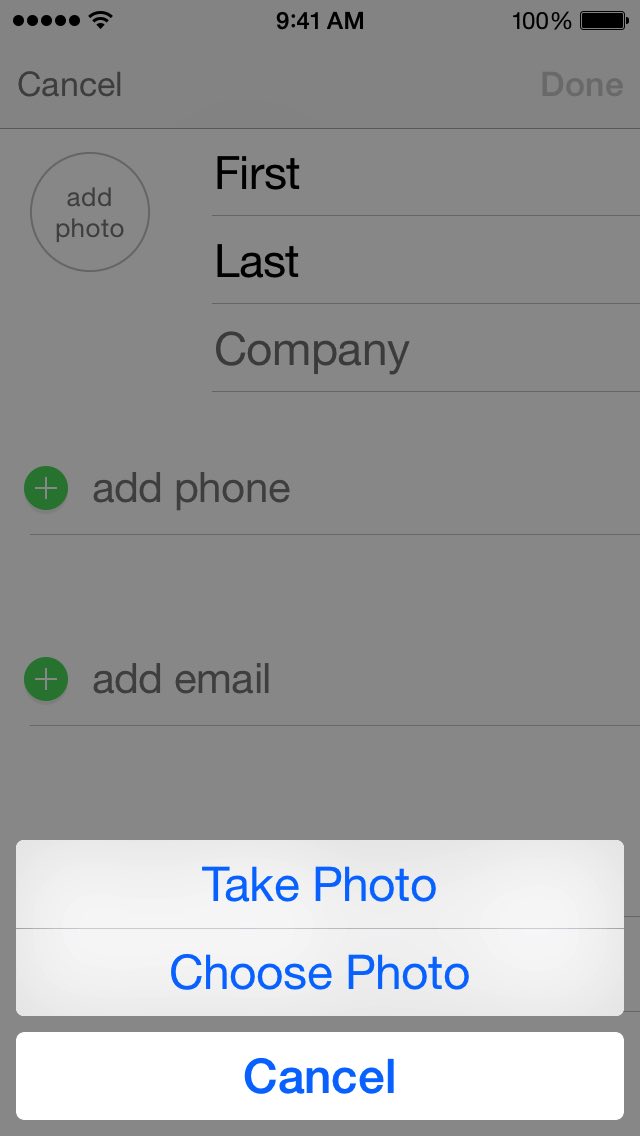 9:41 AM 100%
Cancel Done
add
photo
First
Last
Company
add phone
add email
Take Photo
Choose Photo
Cancel